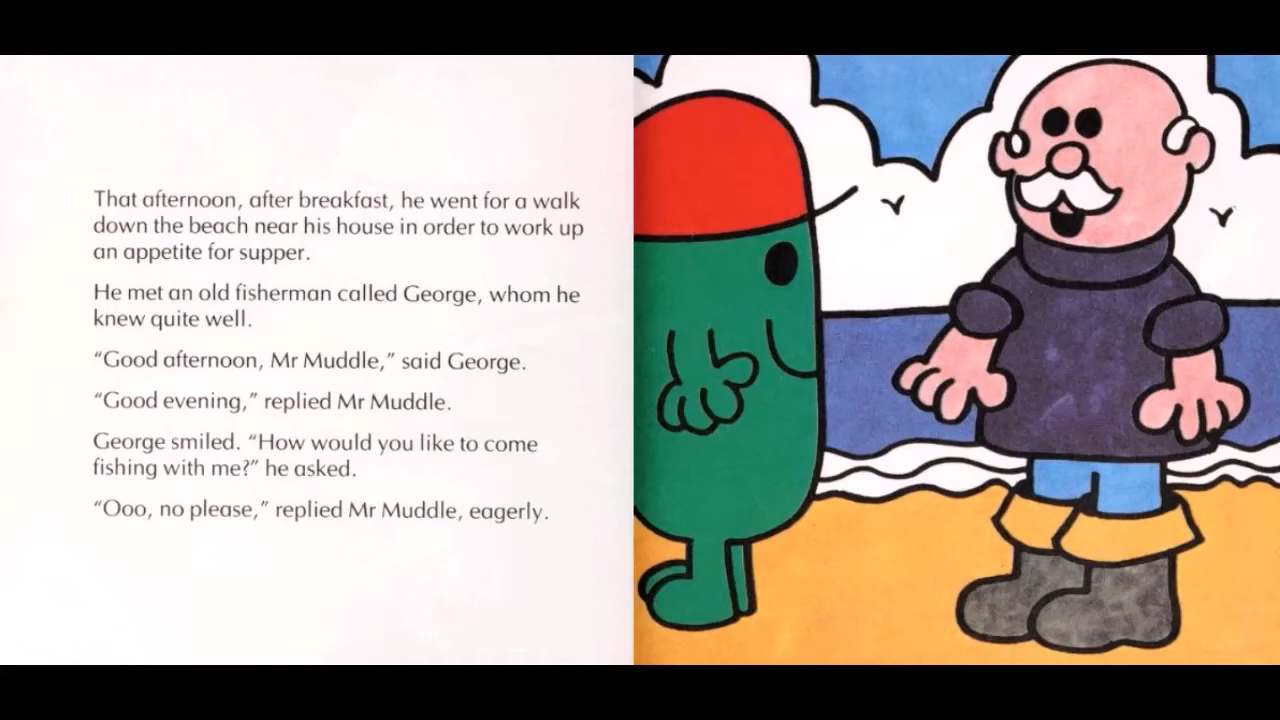 That afternoon, after breakfast, he went for a walk
down the beach near his house in order to work up
an appetite for supper.
He met an old fisherman called George, whom he
knew quite well.
“Good afternoon, Mr Muddle,” said George.
“Good evening,” replied Mr Muddle.
George smiled. “How would you like to come
fishing with me?” he asked.
“Ooo, no please,” replied Mr Muddle, eagerly.